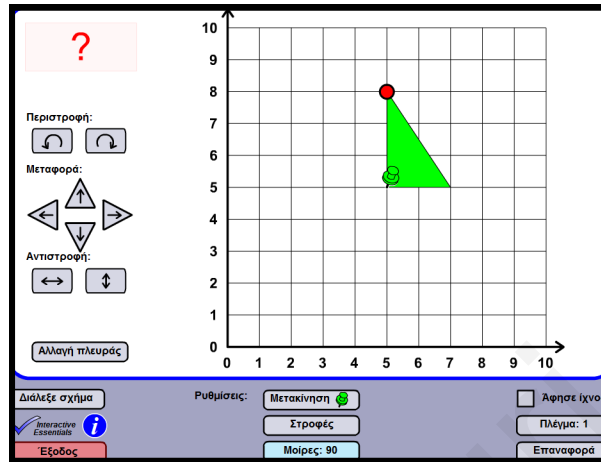 ?
Περιστροφή:
Μεταφορά:
Αντιστροφή:
Αλλαγή πλευράς
10
9
8
7
6
5
4
3
2
1
0
0 1 2 3 4 5 6 7 8 9 10
Διάλεξε σχήμα
Ρυθμίσεις:
Μετακίνηση
Άφησε ίχνο
Interactive
Essentials
i
Στροφές
Πλέγμα: 1
Έξοδος
Μοίρες: 90
Επαναφορά